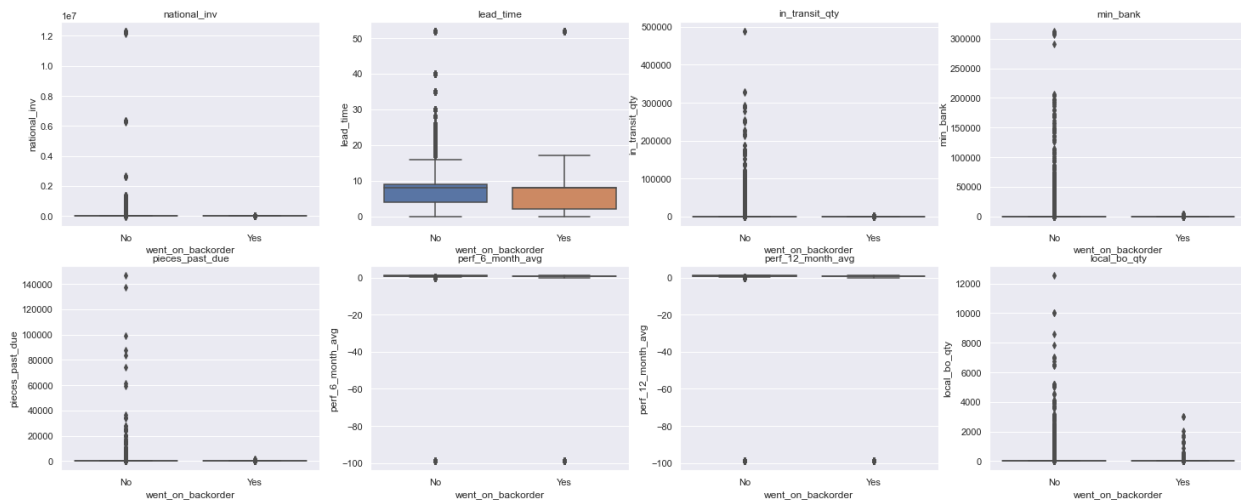 national_inv
lead_time
in_transit_qty
min_bank
1e7
1.2
1.0
0.8
0.6
0.4
0.2
0.0
national_inv
No
Yes
went_on_backorder
50
40
30
20
10
0
lead_time
No
Yes
went_on_backorder
500000
400000
300000
200000
100000
0
in_transit_qty
No
Yes
went_on_backorder
300000
250000
200000
150000
100000
50000
0
min_bank
No
Yes
went_on_backorder
pieces_past_due
perf_6_month_avg
perf_12_month_avg
local_bo_qty
140000
120000
100000
80000
60000
40000
20000
0
pieces_past_due
No
Yes
went_on_backorder
0
−20
−40
−60
−80
−100
perf_6_month_avg
No
Yes
went_on_backorder
0
−20
−40
−60
−80
−100
perf_12_month_avg
No
Yes
went_on_backorder
12000
10000
8000
6000
4000
2000
0
local_bo_qty
No
Yes
went_on_backorder